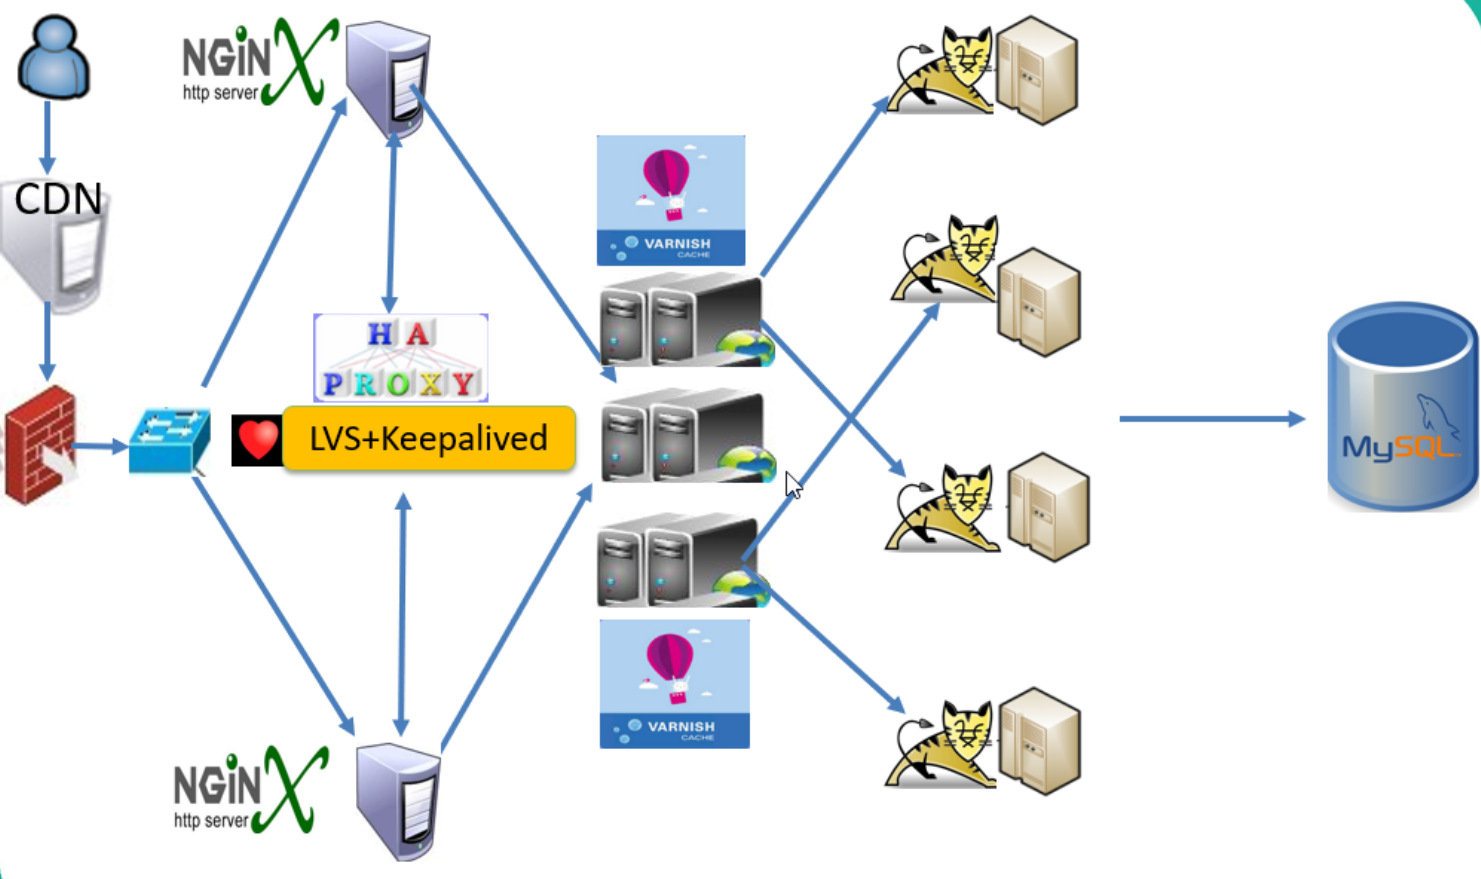 NGiNX
http server
CDN
VARNISH
CACHE
HA
PROXY
LVS+Keepalived
MySQL
VARNISH
CACHE
NGiNX
http server